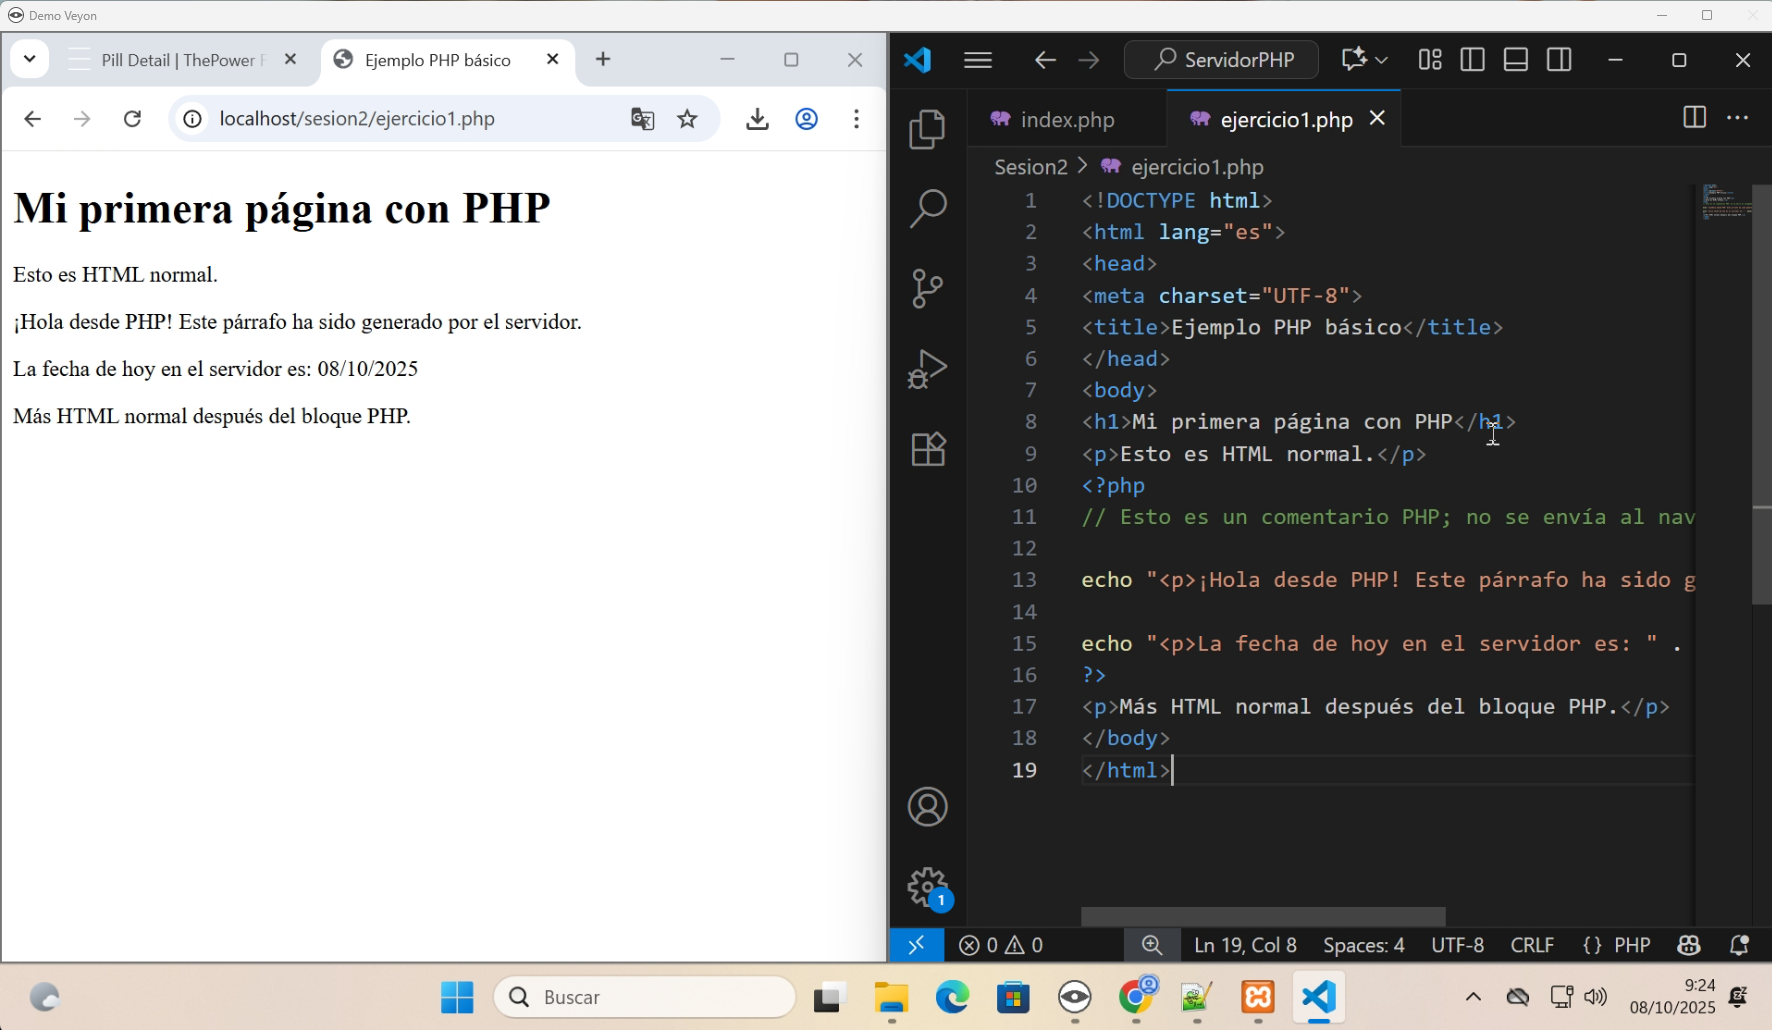 Demo Veyon
Pill Detail | ThePower
Ejemplo PHP básico
localhost/sesion2/ejercicio1.php
Mi primera página con PHP
Esto es HTML normal.
¡Hola desde PHP! Este párrafo ha sido generado por el servidor.
La fecha de hoy en el servidor es: 08/10/2025
Más HTML normal después del bloque PHP.
ServidorPHP
index.php
ejercicio1.php
Sesion2 > ejercicio1.php
1 <!DOCTYPE html>
2 <html lang="es">
3 <head>
4 <meta charset="UTF-8">
5 <title>Ejemplo PHP básico</title>
6 </head>
7 <body>
8 <h1>Mi primera página con PHP</h1>
9 <p>Esto es HTML normal.</p>
10 <?php
11 // Esto es un comentario PHP; no se envía al nav
12
13 echo "<p>¡Hola desde PHP! Este párrafo ha sido g
14
15 echo "<p>La fecha de hoy en el servidor es: " .
16 ?>
17 <p>Más HTML normal después del bloque PHP.</p>
18 </body>
19 </html>
1
0 0
Ln 19, Col 8
Spaces: 4
UTF-8
CRLF
{} PHP
Buscar
9:24
08/10/2025